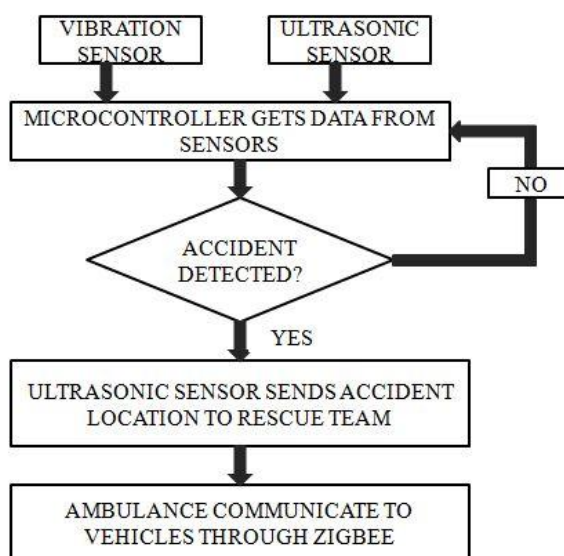 VIBRATION
SENSOR
ULTRASONIC
SENSOR
MICROCONTROLLER GETS DATA FROM
SENSORS
NO
ACCIDENT
DETECTED?
YES
ULTRASONIC SENSOR SENDS ACCIDENT
LOCATION TO RESCUE TEAM
AMBULANCE COMMUNICATE TO
VEHICLES THROUGH ZIGBEE